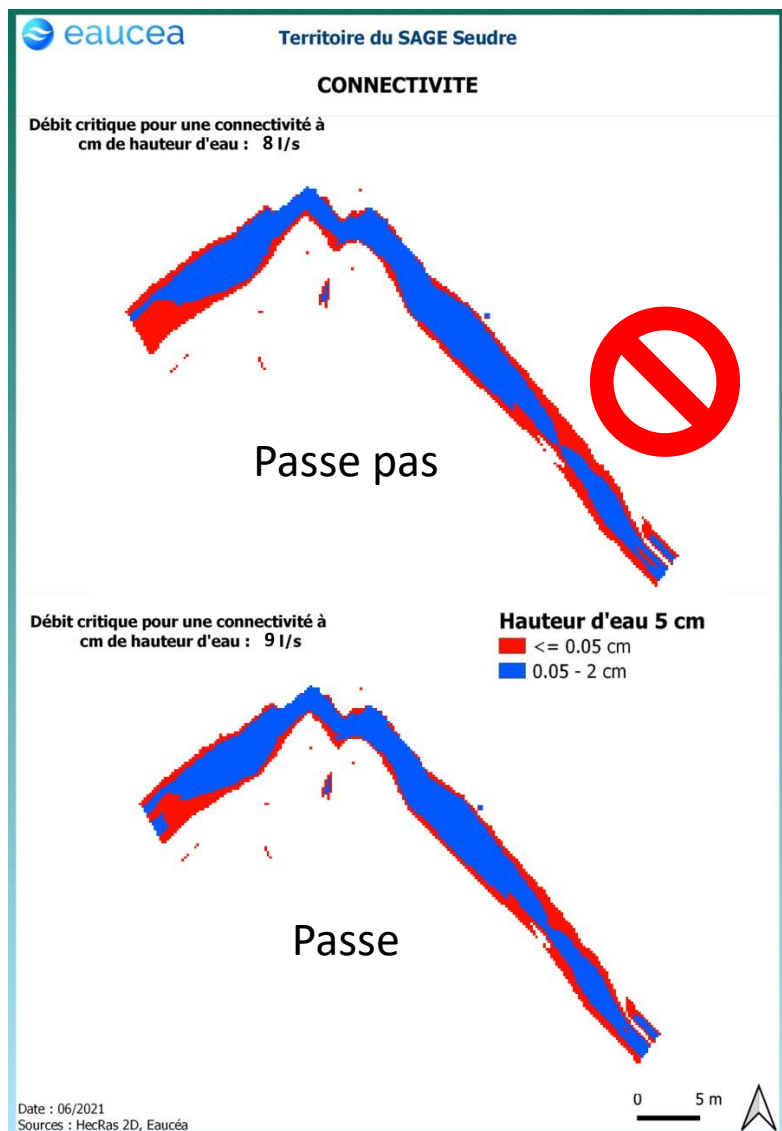 eaucea
Territoire du SAGE Seudre
CONNECTIVITE
Débit critique pour une connectivité à
cm de hauteur d'eau : 8 l/s
Passe pas
Débit critique pour une connectivité à
cm de hauteur d'eau : 9 l/s
Hauteur d'eau 5 cm
<= 0.05 cm
0.05 - 2 cm
Passe
Date : 06/2021
Sources : HecRas 2D, Eaucéa
0 5 m